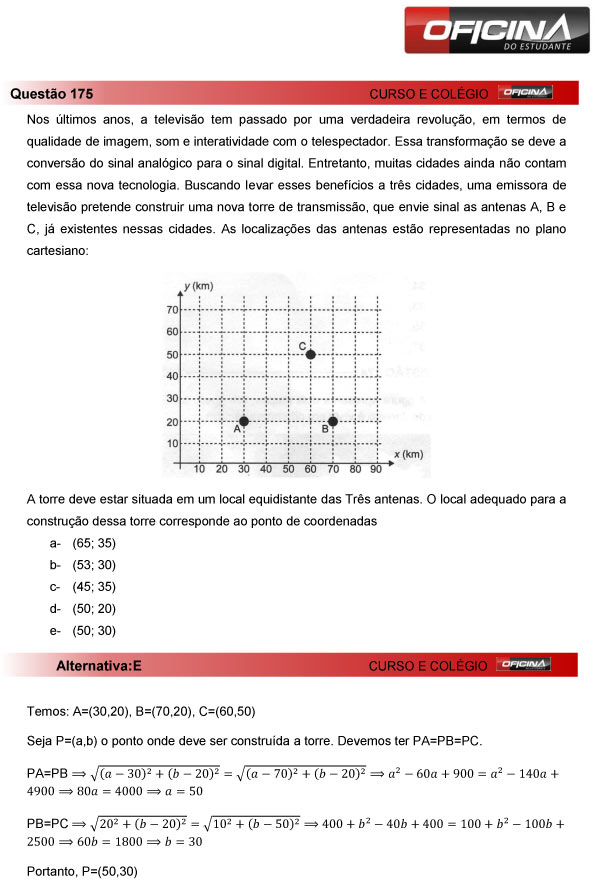 OFICINA
DO ESTUDANTE
Questão 175 CURSO E COLÉGIO OFICINA
Nos últimos anos, a televisão tem passado por uma verdadeira revolução, em termos de
qualidade de imagem, som e interatividade com o telespectador. Essa transformação se deve a
conversão do sinal analógico para o sinal digital. Entretanto, muitas cidades ainda não contam
com essa nova tecnologia. Buscando levar esses benefícios a três cidades, uma emissora de
televisão pretende construir uma nova torre de transmissão, que envie sinal as antenas A, B e
C, já existentes nessas cidades. As localizações das antenas estão representadas no plano
cartesiano:
y (km)
70
60
50
40
30
20
10
C
A
B
x (km)
10 20 30 40 50 60 70 80 90
A torre deve estar situada em um local equidistante das Três antenas. O local adequado para a
construção dessa torre corresponde ao ponto de coordenadas
a- (65; 35)
b- (53; 30)
c- (45; 35)
d- (50; 20)
e- (50; 30)
Alternativa:E CURSO E COLÉGIO OFICINA
Temos: A=(30,20), B=(70,20), C=(60,50)
Seja P=(a,b) o ponto onde deve ser construída a torre. Devemos ter PA=PB=PC.
PA=PB ⟹ √((a − 30)² + (b − 20)²) = √((a − 70)² + (b − 20)²) ⟹ a² − 60a + 900 = a² − 140a +
4900 ⟹ 80a = 4000 ⟹ a = 50
PB=PC ⟹ √(20² + (b − 20)²) = √(10² + (b − 50)²) ⟹ 400 + b² − 40b + 400 = 100 + b² − 100b +
2500 ⟹ 60b = 1800 ⟹ b = 30
Portanto, P=(50,30)